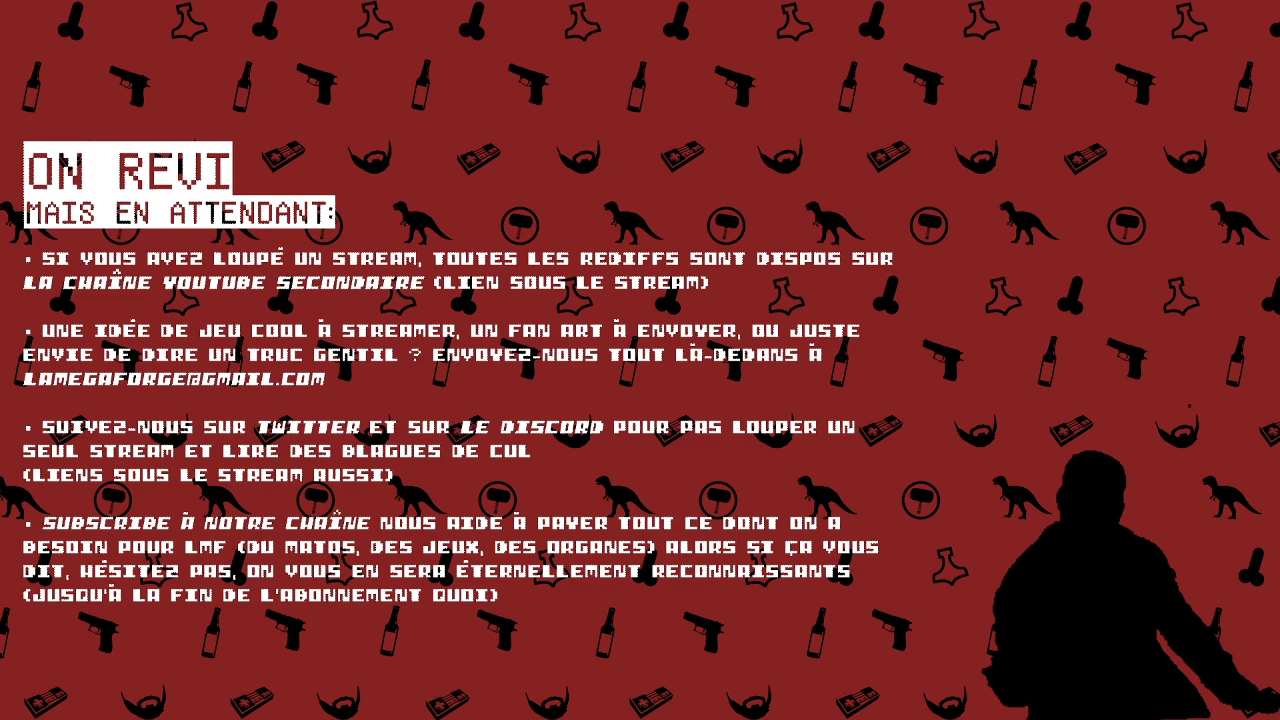 ON REVI
MAIS EN ATTENDANT:
• SI VOUS AVEZ LOUPÉ UN STREAM, TOUTES LES REDIFFS SONT DISPOS SUR
LA CHAÎNE YOUTUBE SECONDAIRE (LIEN SOUS LE STREAM)
• UNE IDÉE DE JEU COOL À STREAMER, UN FAN ART À ENVOYER, OU JUSTE
ENVIE DE DIRE UN TRUC GENTIL ? ENVOYEZ-NOUS TOUT LÀ-DEDANS À
LAMEGAFORGE@GMAIL.COM
• SUIVEZ-NOUS SUR TWITTER ET SUR LE DISCORD POUR PAS LOUPER UN
SEUL STREAM ET LIRE DES BLAGUES DE CUL
(LIENS SOUS LE STREAM AUSSI)
• SUBSCRIBE À NOTRE CHAÎNE NOUS AIDE À PAYER TOUT CE DONT ON A
BESOIN POUR LMF (DU MATOS, DES JEUX, DES ORGANES) ALORS SI ÇA VOUS
DIT, HÉSITEZ PAS, ON VOUS EN SERA ÉTERNELLEMENT RECONNAISSANTS
(JUSQU'À LA FIN DE L'ABONNEMENT QUOI)